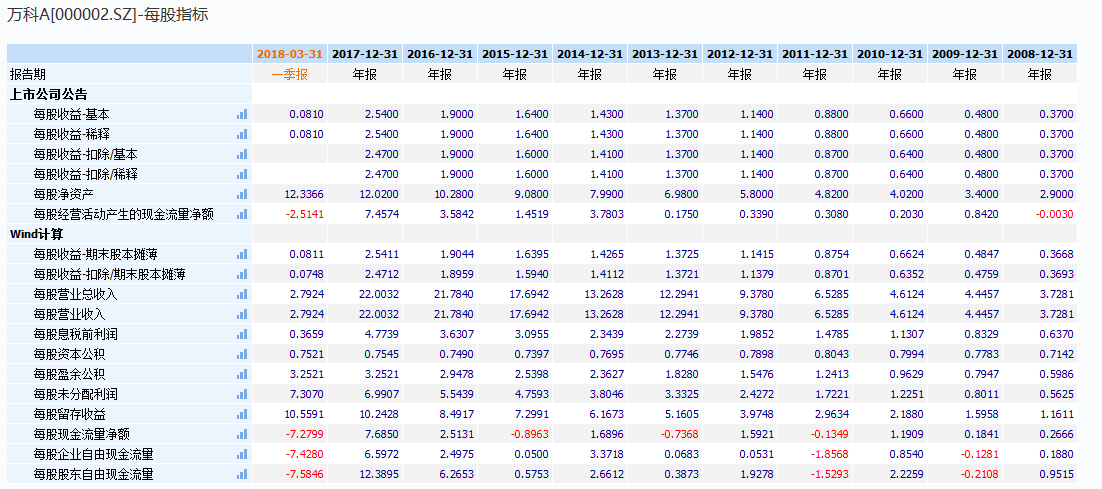 万科A[000002.SZ]-每股指标
2018-03-31 2017-12-31 2016-12-31 2015-12-31 2014-12-31 2013-12-31 2012-12-31 2011-12-31 2010-12-31 2009-12-31 2008-12-31
报告期 一季报 年报 年报 年报 年报 年报 年报 年报 年报 年报 年报
上市公司公告
每股收益-基本 0.0810 2.5400 1.9000 1.6400 1.4300 1.3700 1.1400 0.8800 0.6600 0.4800 0.3700
每股收益-稀释 0.0810 2.5400 1.9000 1.6400 1.4300 1.3700 1.1400 0.8800 0.6600 0.4800 0.3700
每股收益-扣除/基本 2.4700 1.9000 1.6000 1.4100 1.3700 1.1400 0.8700 0.6400 0.4800 0.3700
每股收益-扣除/稀释 2.4700 1.9000 1.6000 1.4100 1.3700 1.1400 0.8700 0.6400 0.4800 0.3700
每股净资产 12.3366 12.0200 10.2800 9.0800 7.9900 6.9800 5.8000 4.8200 4.0200 3.4000 2.9000
每股经营活动产生的现金流量净额 -2.5141 7.4574 3.5842 1.4519 3.7803 0.1750 0.3390 0.3080 0.2030 0.8420 -0.0030
Wind计算
每股收益-期末股本摊薄 0.0811 2.5411 1.9044 1.6395 1.4265 1.3725 1.1415 0.8754 0.6624 0.4847 0.3668
每股收益-扣除/期末股本摊薄 0.0748 2.4712 1.8959 1.5940 1.4112 1.3721 1.1379 0.8701 0.6352 0.4759 0.3693
每股营业总收入 2.7924 22.0032 21.7840 17.6942 13.2628 12.2941 9.3780 6.5285 4.6124 4.4457 3.7281
每股营业收入 2.7924 22.0032 21.7840 17.6942 13.2628 12.2941 9.3780 6.5285 4.6124 4.4457 3.7281
每股息税前利润 0.3659 4.7739 3.6307 3.0955 2.3439 2.2739 1.9852 1.4785 1.1307 0.8329 0.6370
每股资本公积 0.7521 0.7545 0.7490 0.7397 0.7695 0.7746 0.7898 0.8043 0.7994 0.7783 0.7142
每股盈余公积 3.2521 3.2521 2.9478 2.5398 2.3627 1.8280 1.5476 1.2413 0.9629 0.7947 0.5986
每股未分配利润 7.3070 6.9907 5.5439 4.7593 3.8046 3.3325 2.4272 1.7221 1.2251 0.8011 0.5625
每股留存收益 10.5591 10.2428 8.4917 7.2991 6.1673 5.1605 3.9748 2.9634 2.1880 1.5958 1.1611
每股现金流量净额 -7.2799 7.6850 2.5131 -0.8963 1.6896 -0.7368 1.5921 -0.1349 1.1909 0.1841 0.2666
每股企业自由现金流量 -7.4280 6.5972 2.4975 0.0500 3.3718 0.0683 0.0531 -1.8568 0.8540 -0.1281 0.1880
每股股东自由现金流量 -7.5846 12.3895 6.2653 0.5753 2.6612 0.3873 1.9278 -1.5293 2.2259 -0.2108 0.9515